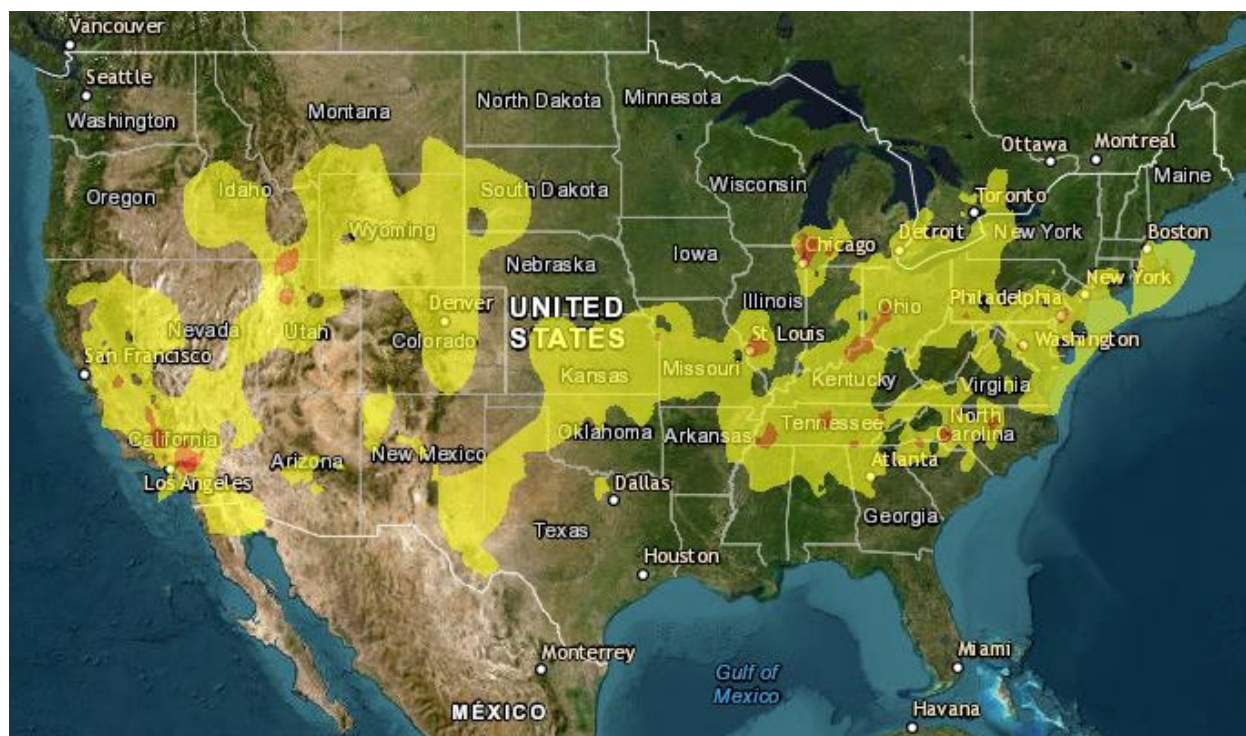 Vancouver
Seattle
Washington
Montana
North Dakota
Minnesota
Ottawa
Montreal
Maine
Oregon
Idaho
South Dakota
Wisconsin
Toronto
Wyoming
Chicago
Detroit
New York
Boston
Nebraska
Iowa
New York
Denver
UNITED
STATES
Illinois
Ohio
Philadelphia
Nevada
Utah
Colorado
St Louis
Washington
San Francisco
Kansas
Missouri
Kentucky
Virginia
California
Arizona
New Mexico
Oklahoma
Arkansas
Tennessee
North
Carolina
Los Angeles
Dallas
Atlanta
Texas
Georgia
Houston
Monterrey
Gulf of
Mexico
Miami
MÉXICO
Havana